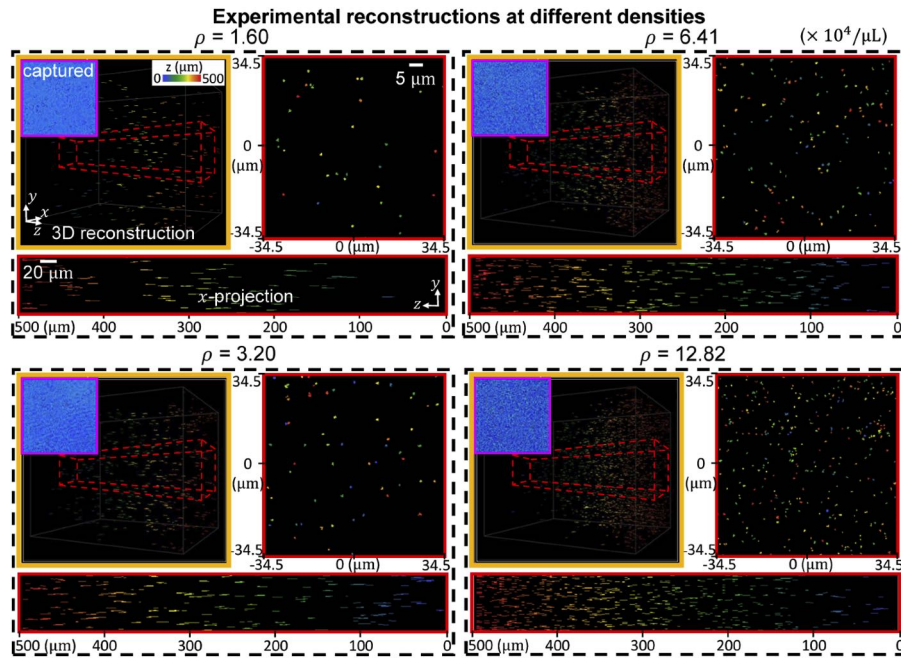 Experimental reconstructions at different densities
ρ = 1.60
captured
z (μm)
0 500
y
x
z
3D reconstruction
34.5
0
(μm)
-34.5
5 μm
-34.5 0 (μm) 34.5
20 μm
x-projection
y
z
500 (μm) 400 300 200 100 0
ρ = 6.41 (× 10⁴/μL)
34.5
0
(μm)
-34.5
-34.5 0 (μm) 34.5
500 (μm) 400 300 200 100 0
ρ = 3.20
34.5
0
(μm)
-34.5
-34.5 0 (μm) 34.5
500 (μm) 400 300 200 100 0
ρ = 12.82
34.5
0
(μm)
-34.5
-34.5 0 (μm) 34.5
500 (μm) 400 300 200 100 0